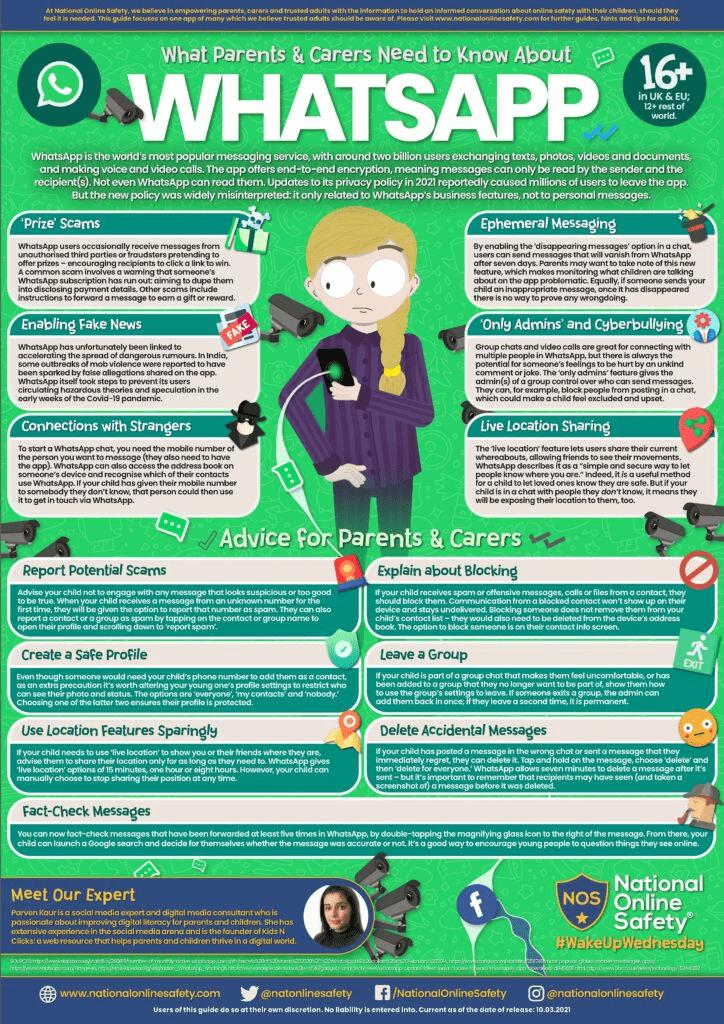 At National Online Safety, we believe in empowering parents, carers and trusted adults with the information to hold an informed conversation about online safety with their children, should they
feel it is needed. This guide focuses on one app of many which we believe trusted adults should be aware of. Please visit www.nationalonlinesafety.com for further guides, hints and tips for adults.
What Parents & Carers Need to Know About
WHATSAPP
16+
in UK & EU;
12+ rest of
world.
WhatsApp is the world's most popular messaging service, with around two billion users exchanging texts, photos, videos and documents,
and making voice and video calls. The app offers end-to-end encryption, meaning messages can only be read by the sender and the
recipient(s). Not even WhatsApp can read them. Updates to its privacy policy in 2021 reportedly caused millions of users to leave the app.
But the new policy was widely misinterpreted: it only related to WhatsApp's business features, not to personal messages.
'Prize' Scams
WhatsApp users occasionally receive messages from
unauthorised third parties or fraudsters pretending to
offer prizes – encouraging recipients to click a link to win.
A common scam involves a warning that someone's
WhatsApp subscription has run out: aiming to dupe them
into disclosing payment details. Other scams include
instructions to forward a message to earn a gift or reward.
Enabling Fake News
FAKE
WhatsApp has unfortunately been linked to
accelerating the spread of dangerous rumours. In India,
some outbreaks of mob violence were reported to have
been sparked by false allegations shared on the app.
WhatsApp itself took steps to prevent its users
circulating hazardous theories and speculation in the
early weeks of the Covid-19 pandemic.
Connections with Strangers
To start a WhatsApp chat, you need the mobile number of
the person you want to message (they also need to have
the app). WhatsApp can also access the address book on
someone's device and recognise which of their contacts
use WhatsApp. If your child has given their mobile number
to somebody they don't know, that person could then use
it to get in touch via WhatsApp.
Ephemeral Messaging
By enabling the 'disappearing messages' option in a chat,
users can send messages that will vanish from WhatsApp
after seven days. Parents may want to take note of this new
feature, which makes monitoring what children are talking
about on the app problematic. Equally, if someone sends your
child an inappropriate message, once it has disappeared
there is no way to prove any wrongdoing.
'Only Admins' and Cyberbullying
Group chats and video calls are great for connecting with
multiple people in WhatsApp, but there is always the
potential for someone's feelings to be hurt by an unkind
comment or joke. The 'only admins' feature gives the
admin(s) of a group control over who can send messages.
They can, for example, block people from posting in a chat,
which could make a child feel excluded and upset.
Live Location Sharing
The 'live location' feature lets users share their current
whereabouts, allowing friends to see their movements.
WhatsApp describes it as a "simple and secure way to let
people know where you are." Indeed, it is a useful method
for a child to let loved ones know they are safe. But if your
child is in a chat with people they don't know, it means they
will be exposing their location to them, too.
Advice for Parents & Carers
Report Potential Scams
Advise your child not to engage with any message that looks suspicious or too good
to be true. When your child receives a message from an unknown number for the
first time, they will be given the option to report that number as spam. They can also
report a contact or a group as spam by tapping on the contact or group name to
open their profile and scrolling down to 'report spam'.
Explain about Blocking
If your child receives spam or offensive messages, calls or files from a contact, they
should block them. Communication from a blocked contact won't show up on their
device and stays undelivered. Blocking someone does not remove them from your
child's contact list – they would also need to be deleted from the device's address
book. The option to block someone is on their contact info screen.
Create a Safe Profile
Even though someone would need your child's phone number to add them as a contact,
as an extra precaution it's worth altering your young one's profile settings to restrict who
can see their photo and status. The options are 'everyone', 'my contacts' and 'nobody.'
Choosing one of the latter two ensures their profile is protected.
Leave a Group
EXIT
If your child is part of a group chat that makes them feel uncomfortable, or has
been added to a group that they no longer want to be part of, show them how
to use the group's settings to leave. If someone exits a group, the admin can
add them back in once; if they leave a second time, it is permanent.
Use Location Features Sparingly
If your child needs to use 'live location' to show you or their friends where they are,
advise them to share their location only for as long as they need to. WhatsApp gives
'live location' options of 15 minutes, one hour or eight hours. However, your child can
manually choose to stop sharing their position at any time.
Delete Accidental Messages
If your child has posted a message in the wrong chat or sent a message that they
immediately regret, they can delete it. Tap and hold on the message, choose 'delete' and
then 'delete for everyone.' WhatsApp allows seven minutes to delete a message after it's
sent – but it's important to remember that recipients may have seen (and taken a
screenshot of) a message before it was deleted.
Fact-Check Messages
You can now fact-check messages that have been forwarded at least five times in WhatsApp, by double-tapping the magnifying glass icon to the right of the message. From there, your
child can launch a Google search and decide for themselves whether the message was accurate or not. It's a good way to encourage young people to question things they see online.
Meet Our Expert
Parven Kaur is a social media expert and digital media consultant who is
passionate about improving digital literacy for parents and children. She has
extensive experience in the social media arena and is the founder of Kids N
Clicks: a web resource that helps parents and children thrive in a digital world.
NOS
National
Online
Safety®
#WakeUpWednesday
www.nationalonlinesafety.com
@natonlinesafety
/NationalOnlineSafety
@nationalonlinesafety
Users of this guide do so at their own discretion. No liability is entered into. Current as of the date of release: 10.03.2021